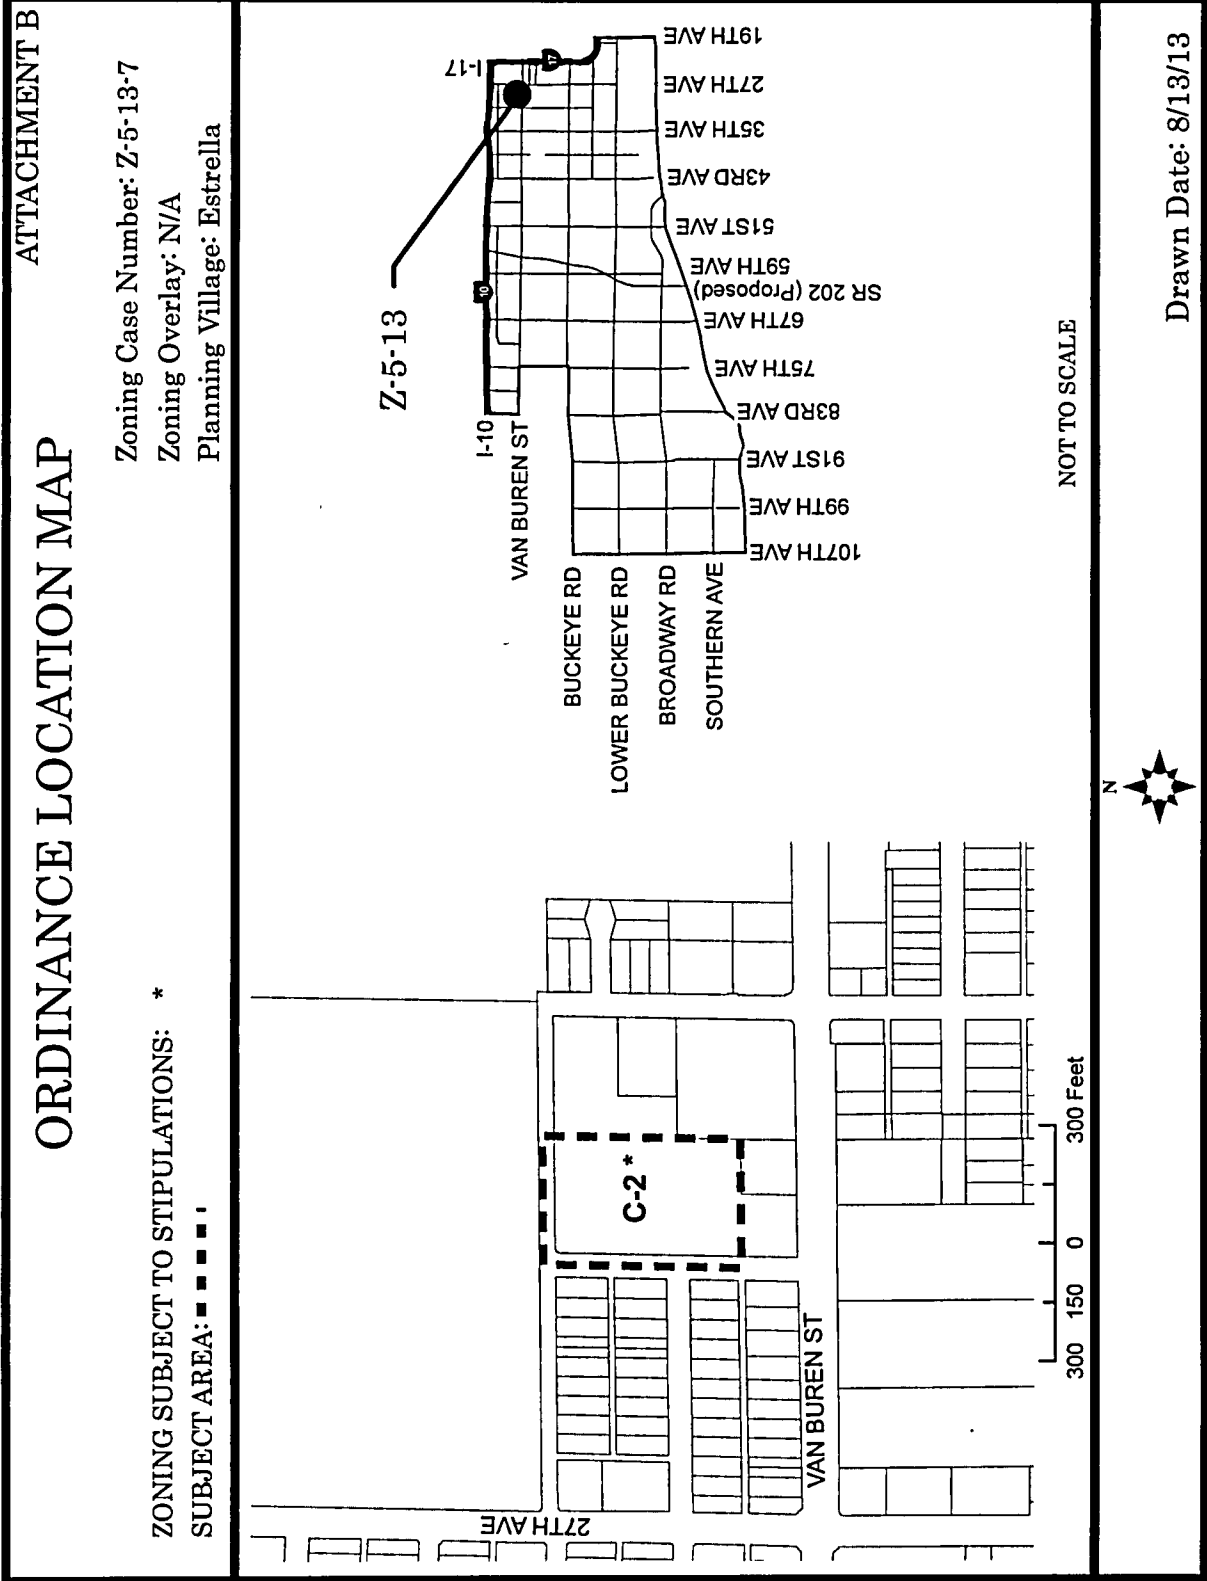 ATTACHMENT B
ORDINANCE LOCATION MAP
Zoning Case Number: Z-5-13-7
Zoning Overlay: N/A
Planning Village: Estrella
ZONING SUBJECT TO STIPULATIONS: *
SUBJECT AREA:
27TH AVE
C-2 *
VAN BUREN ST
300 150 0 300 Feet
Z-5-13
I-10
10
I-17
17
VAN BUREN ST
BUCKEYE RD
LOWER BUCKEYE RD
BROADWAY RD
SOUTHERN AVE
107TH AVE
99TH AVE
91ST AVE
83RD AVE
75TH AVE
67TH AVE
SR 202 (Proposed)
59TH AVE
51ST AVE
43RD AVE
35TH AVE
27TH AVE
19TH AVE
NOT TO SCALE
N
Drawn Date: 8/13/13